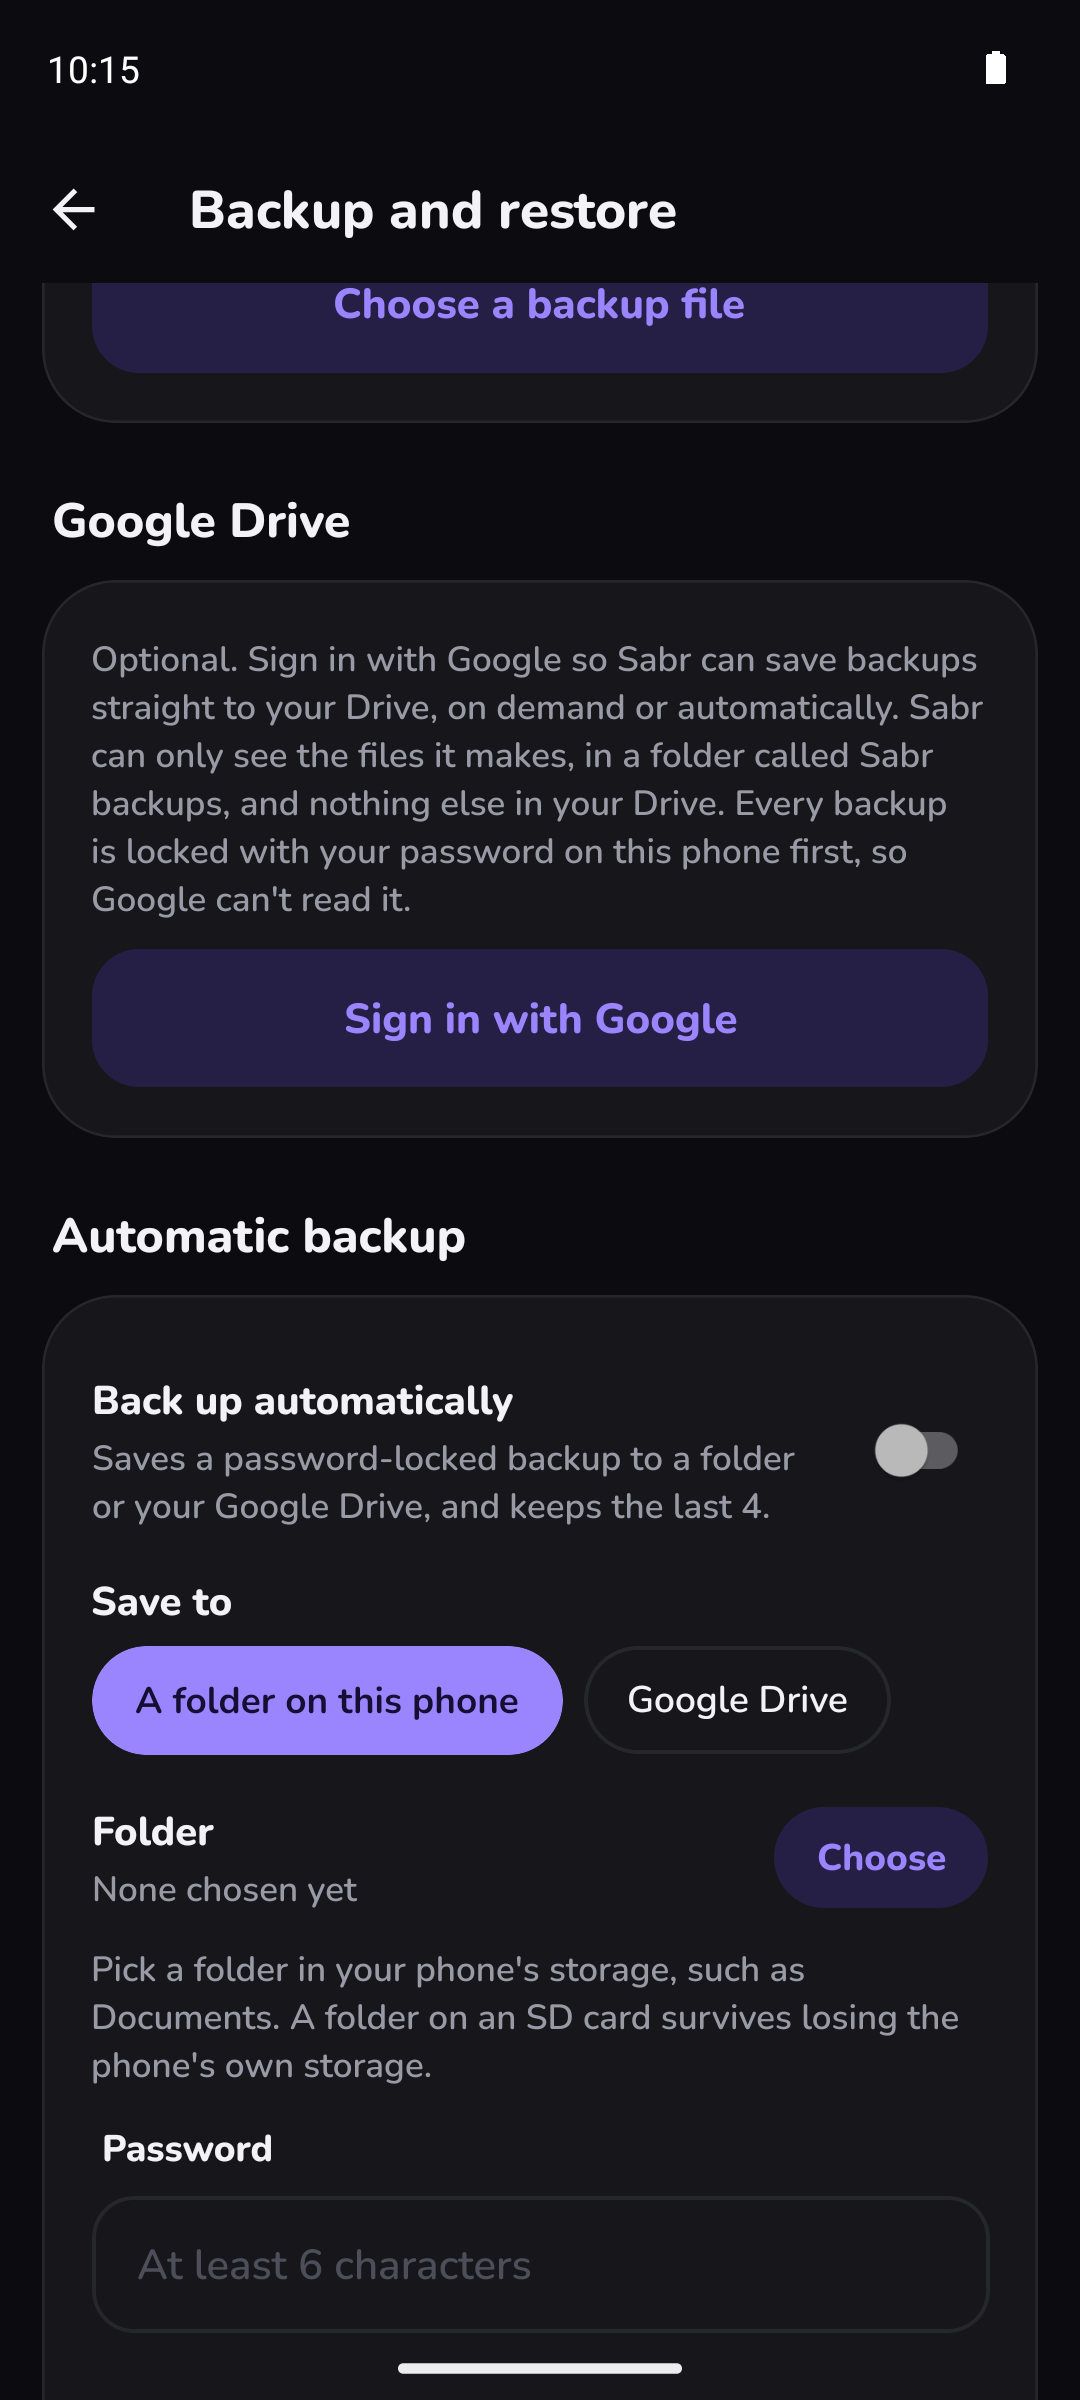 10:15
Backup and restore
Choose a backup file
Google Drive
Optional. Sign in with Google so Sabr can save backups
straight to your Drive, on demand or automatically. Sabr
can only see the files it makes, in a folder called Sabr
backups, and nothing else in your Drive. Every backup
is locked with your password on this phone first, so
Google can't read it.
Sign in with Google
Automatic backup
Back up automatically
Saves a password-locked backup to a folder
or your Google Drive, and keeps the last 4.
Save to
A folder on this phone
Google Drive
Folder
None chosen yet
Choose
Pick a folder in your phone's storage, such as
Documents. A folder on an SD card survives losing the
phone's own storage.
Password
At least 6 characters